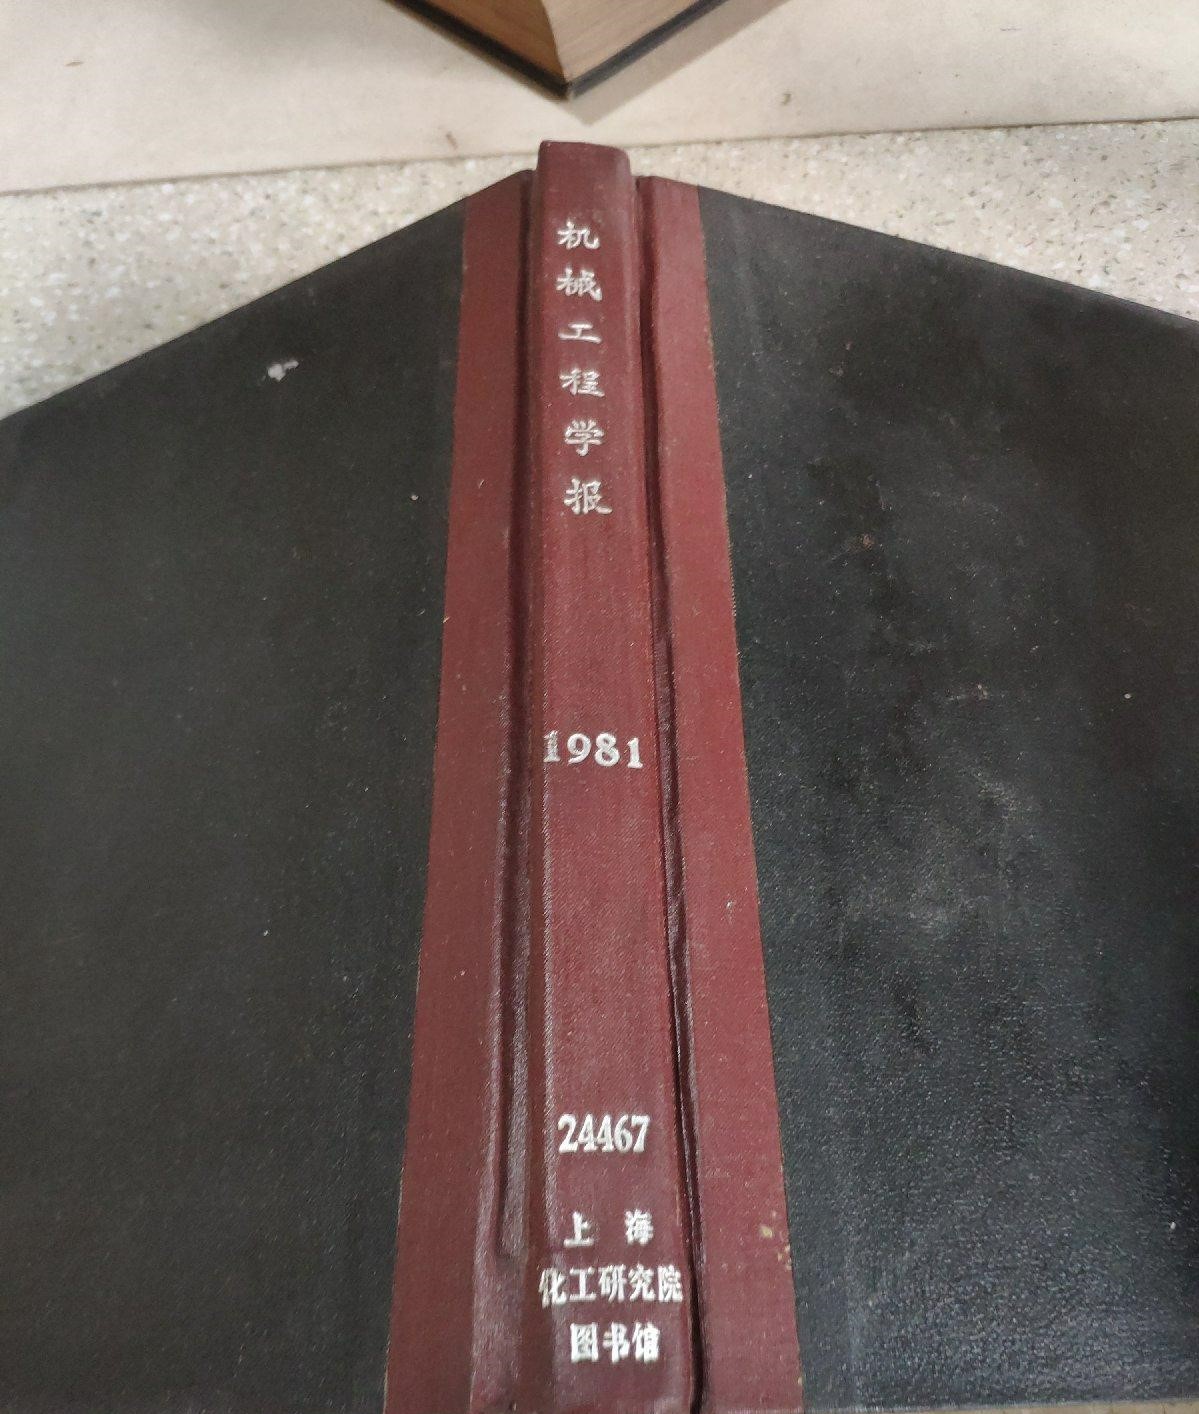 机械工程学报
1981
24467
上海
化工研究院
图书馆